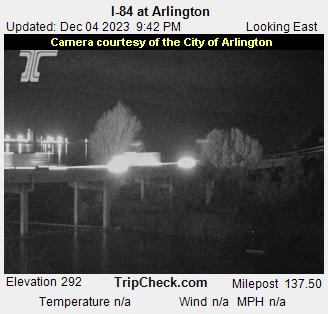 I-84 at Arlington
Updated: Dec 04 2023 9:42 PM Looking East
Camera courtesy of the City of Arlington
Elevation 292 TripCheck.com Milepost 137.50
Temperature n/a Wind n/a MPH n/a